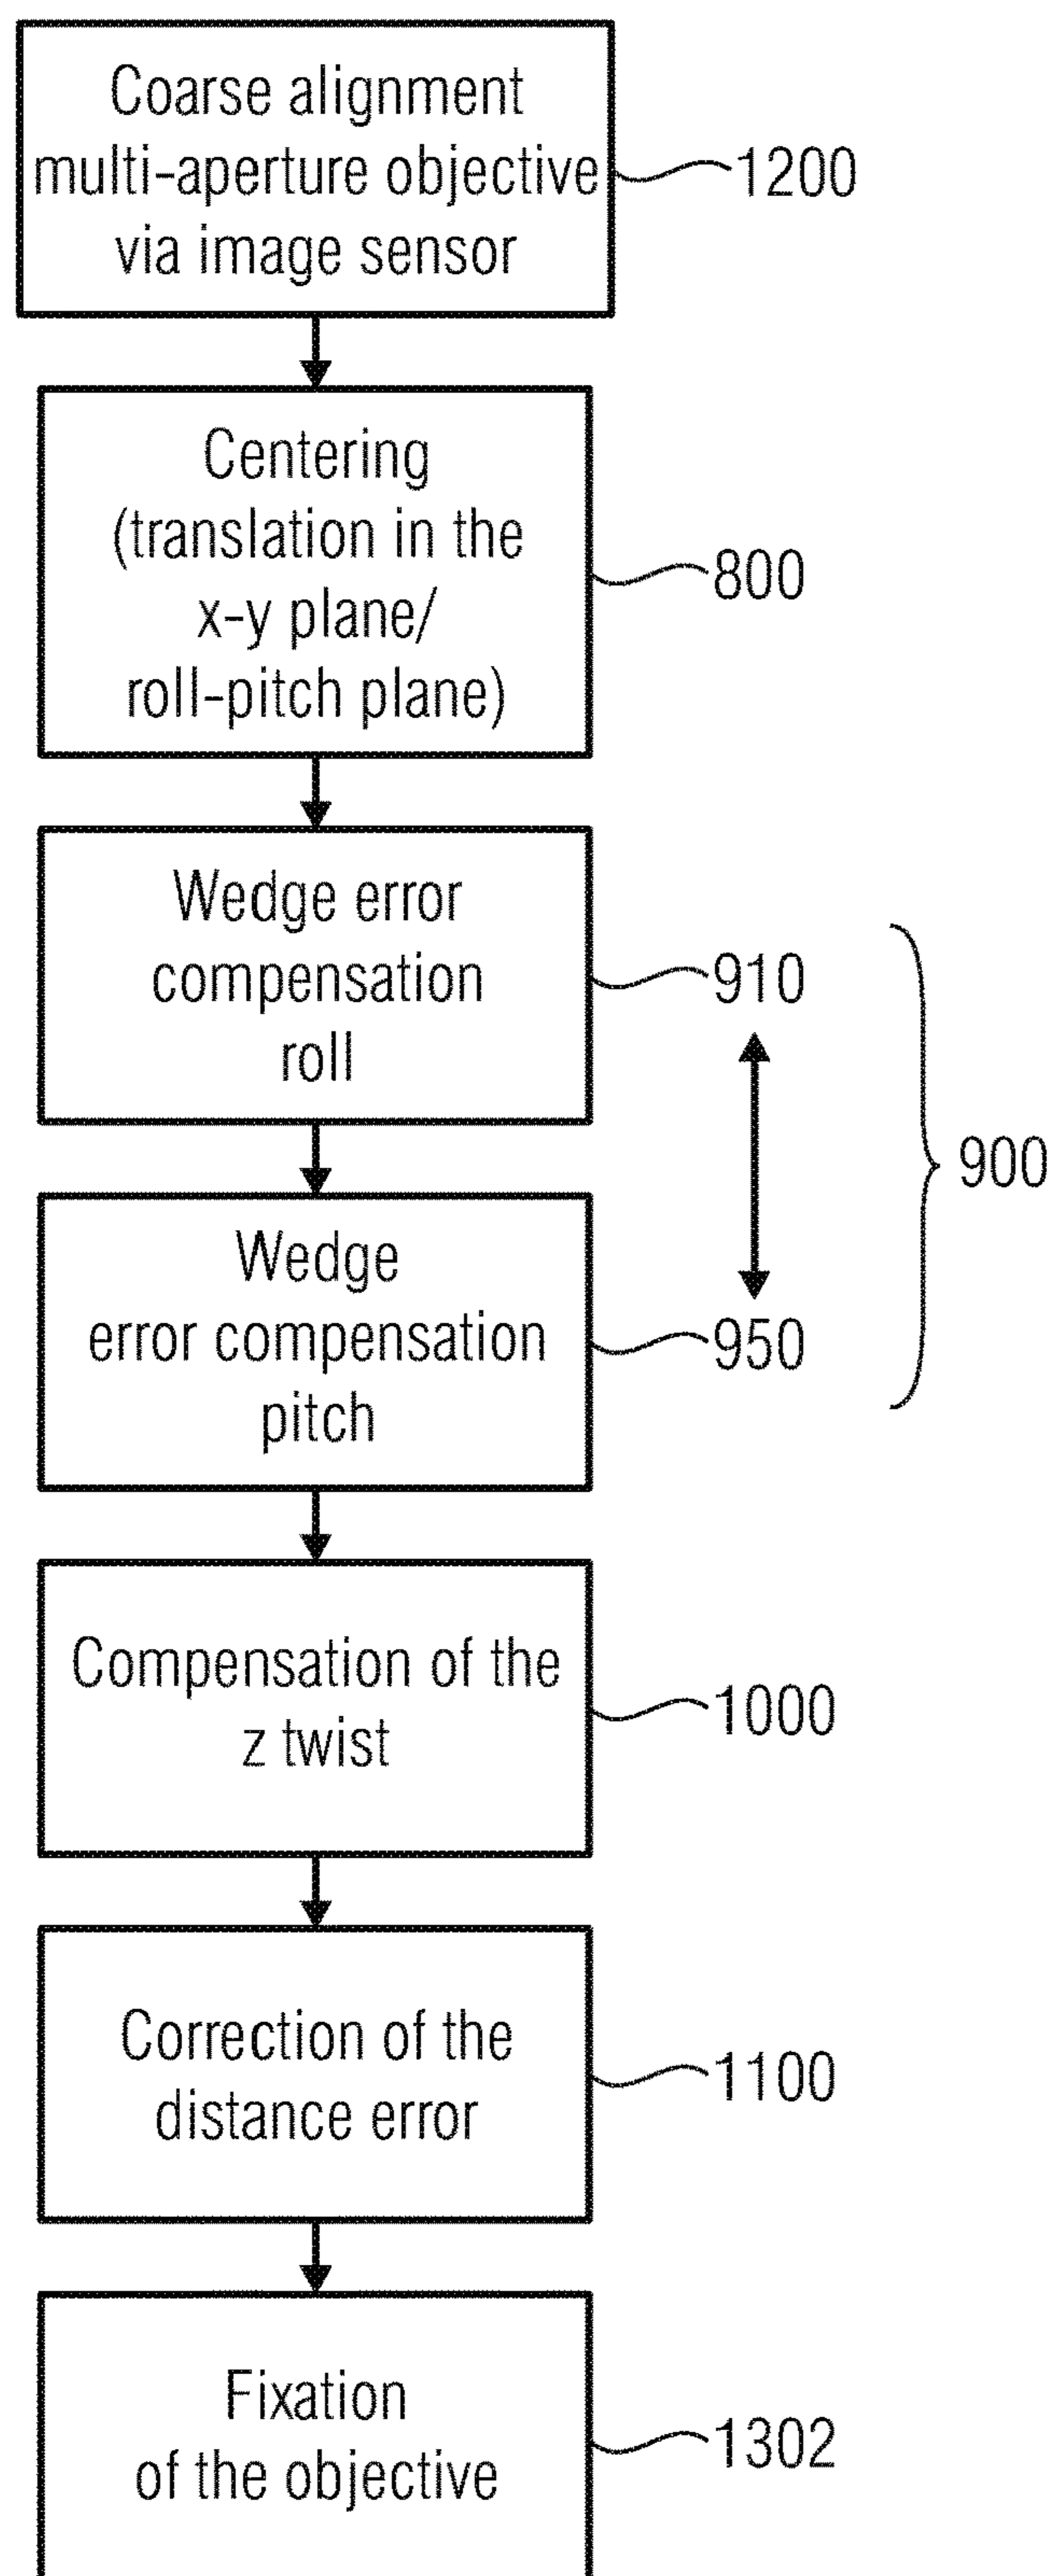 Coarse alignment
multi-aperture objective
via image sensor
1200
Centering
(translation in the
x-y plane/
roll-pitch plane)
800
Wedge error
compensation
roll
910
900
Wedge
error compensation
pitch
950
Compensation of the
z twist
1000
Correction of the
distance error
1100
Fixation
of the objective
1302